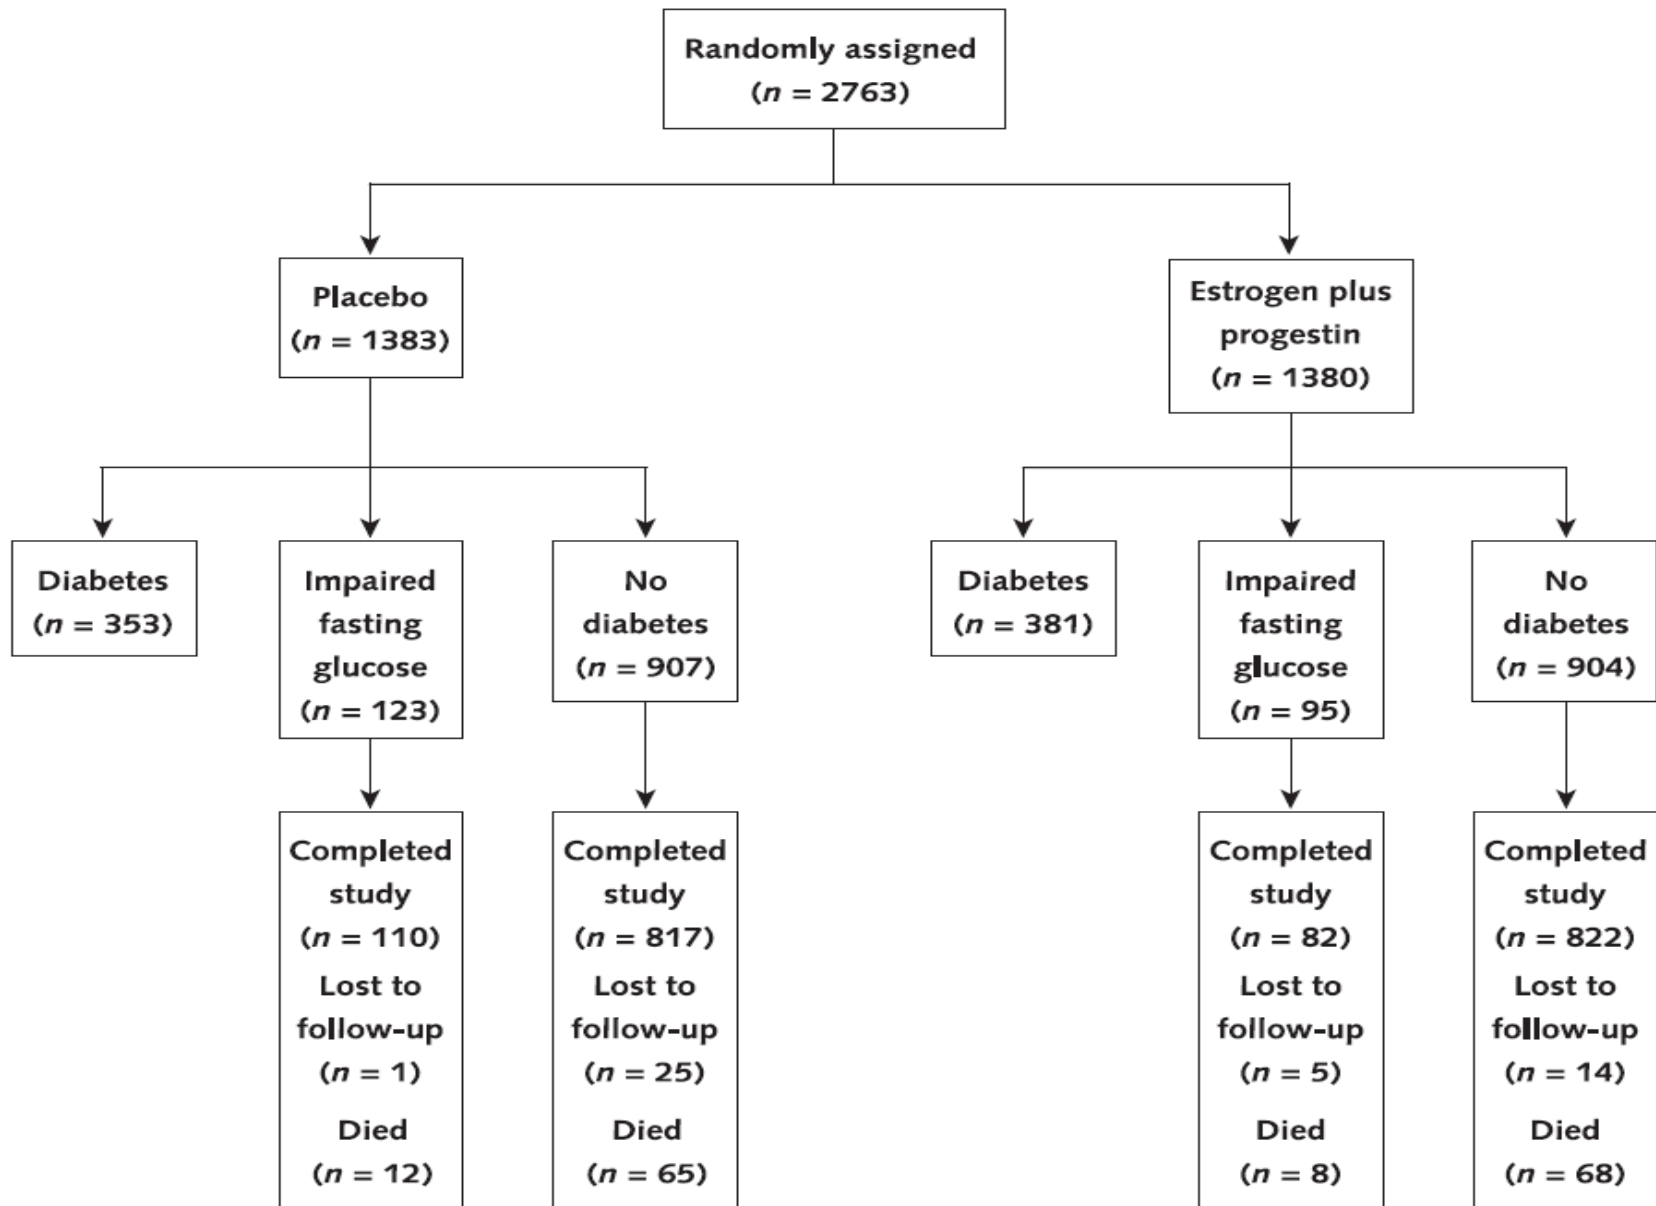 Randomly assigned
(n = 2763)
Placebo
(n = 1383)
Estrogen plus
progestin
(n = 1380)
Diabetes
(n = 353)
Impaired
fasting
glucose
(n = 123)
No
diabetes
(n = 907)
Diabetes
(n = 381)
Impaired
fasting
glucose
(n = 95)
No
diabetes
(n = 904)
Completed
study
(n = 110)
Lost to
follow-up
(n = 1)
Died
(n = 12)
Completed
study
(n = 817)
Lost to
follow-up
(n = 25)
Died
(n = 65)
Completed
study
(n = 82)
Lost to
follow-up
(n = 5)
Died
(n = 8)
Completed
study
(n = 822)
Lost to
follow-up
(n = 14)
Died
(n = 68)